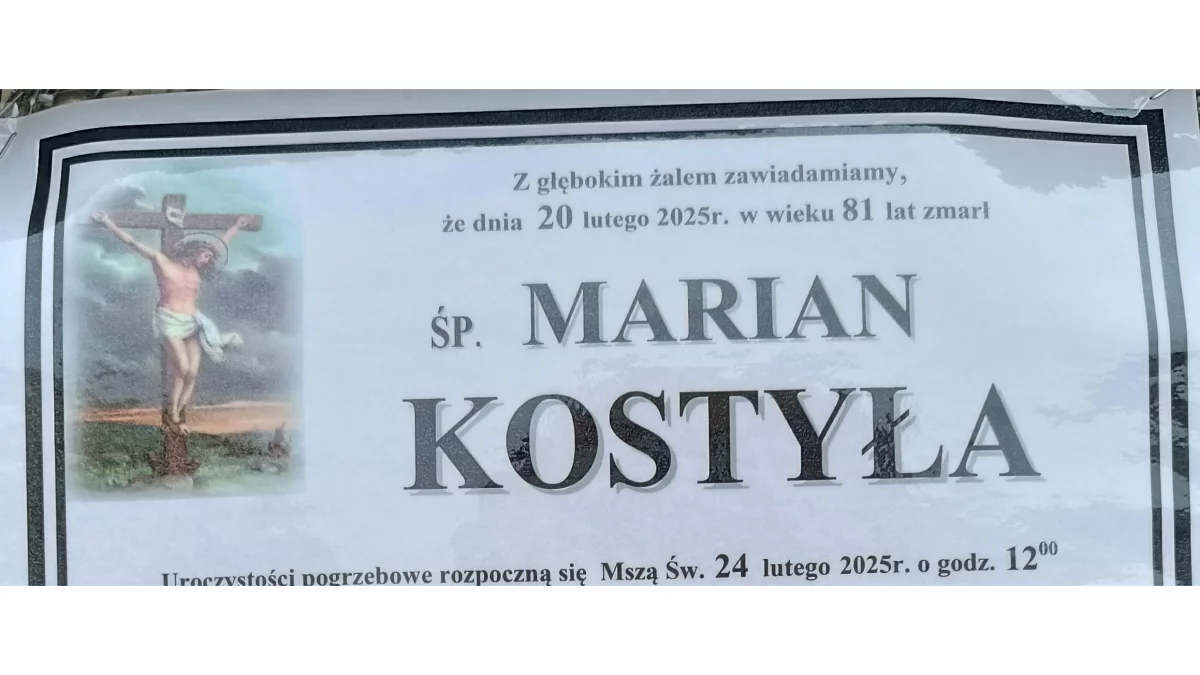 Z głębokim żalem zawiadamiamy,
że dnia 20 lutego 2025r. w wieku 81 lat zmarł
ŚP. MARIAN
KOSTYŁA
Uroczystości pogrzebowe rozpoczną się Mszą Św. 24 lutego 2025r. o godz. 12⁰⁰